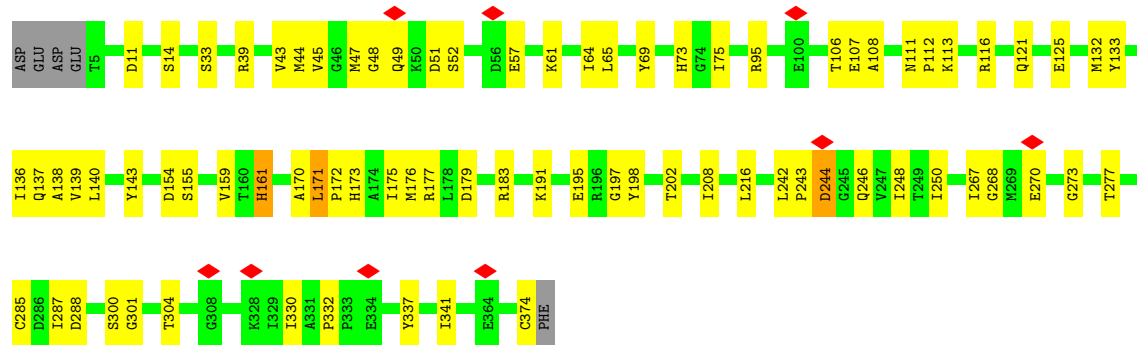 ASP GLU ASP GLU T5 D11 S14 S33 R39 V43 M44 V45 G46 M47 G48 Q49 K50 D51 S52 D56 E57 K61 I64 L65 Y69 H73 G74 I75 R95 E100 T106 E107 A108 N111 P112 K113 R116 Q121 E125 M132 Y133
I136 Q137 A138 V139 L140 Y143 D154 S155 V159 T160 H161 A170 L171 P172 H173 A174 I175 M176 R177 L178 D179 R183 K191 E195 R196 G197 Y198 T202 I208 L216 L242 P243 D244 G245 Q246 V247 I248 T249 I250 I267 G268 M269 E270 G273 T277
C285 D286 I287 D288 S300 G301 T304 G308 K328 I329 I330 A331 P332 P333 E334 Y337 I341 E364 C374 PHE